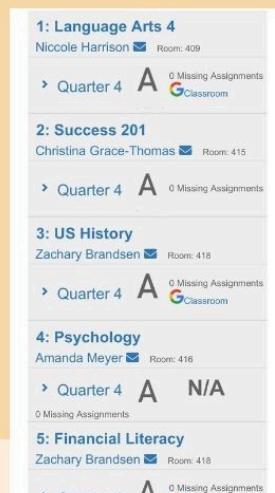 1: Language Arts 4
Niccole Harrison Room: 409
> Quarter 4 A 0 Missing Assignments
GClassroom
2: Success 201
Christina Grace-Thomas Room: 415
> Quarter 4 A 0 Missing Assignments
3: US History
Zachary Brandsen Room: 418
> Quarter 4 A 0 Missing Assignments
GClassroom
4: Psychology
Amanda Meyer Room: 416
> Quarter 4 A N/A
0 Missing Assignments
5: Financial Literacy
Zachary Brandsen Room: 418
A 0 Missing Assignments